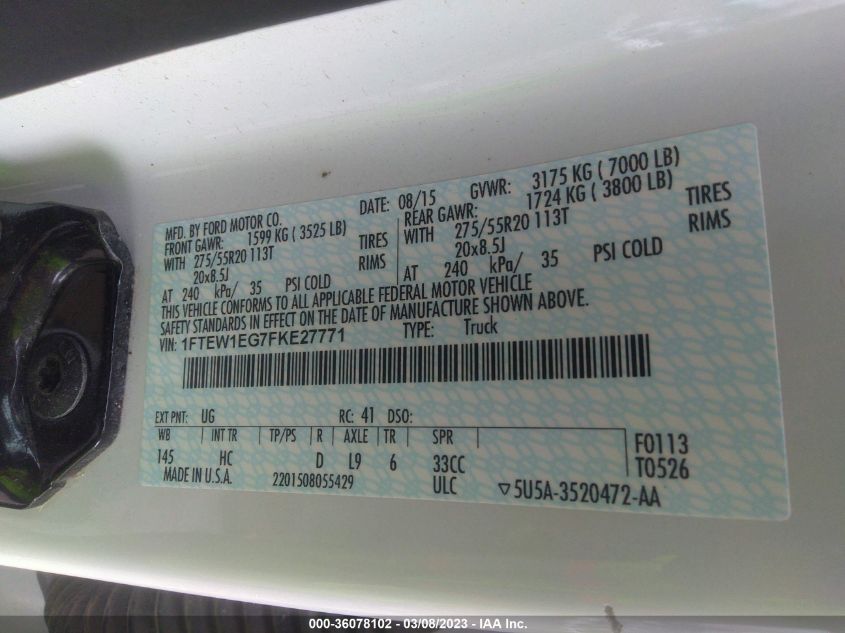 MFD. BY FORD MOTOR CO.
DATE: 08/15 GVWR: 3175 KG ( 7000 LB)
FRONT GAWR: 1599 KG ( 3525 LB)
REAR GAWR: 1724 KG ( 3800 LB)
WITH 275/55R20 113T TIRES
WITH 275/55R20 113T TIRES
20x8.5J RIMS
20x8.5J RIMS
AT 240 kPa/ 35 PSI COLD
AT 240 kPa/ 35 PSI COLD
THIS VEHICLE CONFORMS TO ALL APPLICABLE FEDERAL MOTOR VEHICLE
SAFETY STANDARDS IN EFFECT ON THE DATE OF MANUFACTURE SHOWN ABOVE.
VIN: 1FTEW1EG7FKE27771 TYPE: Truck
EXT PNT: UG RC: 41 DSO:
WB INT TR TP/PS R AXLE TR SPR
145 HC D L9 6 33CC
F0113
T0526
MADE IN U.S.A. 2201508055429 ULC ▽5U5A-3520472-AA
000-36078102 - 03/08/2023 - IAA Inc.